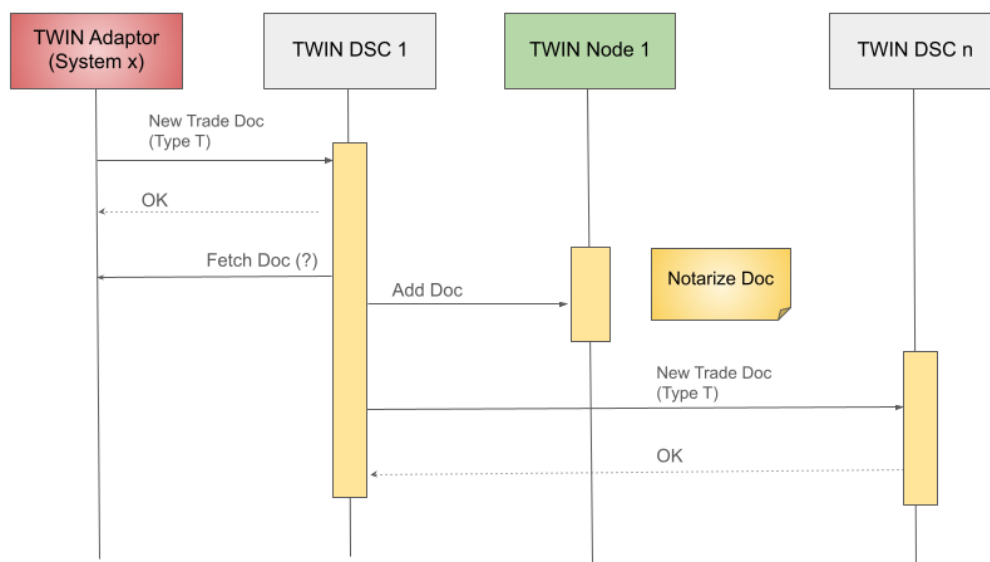 TWIN Adaptor
(System x)
TWIN DSC 1
TWIN Node 1
TWIN DSC n
New Trade Doc
(Type T)
OK
Fetch Doc (?)
Add Doc
Notarize Doc
New Trade Doc
(Type T)
OK